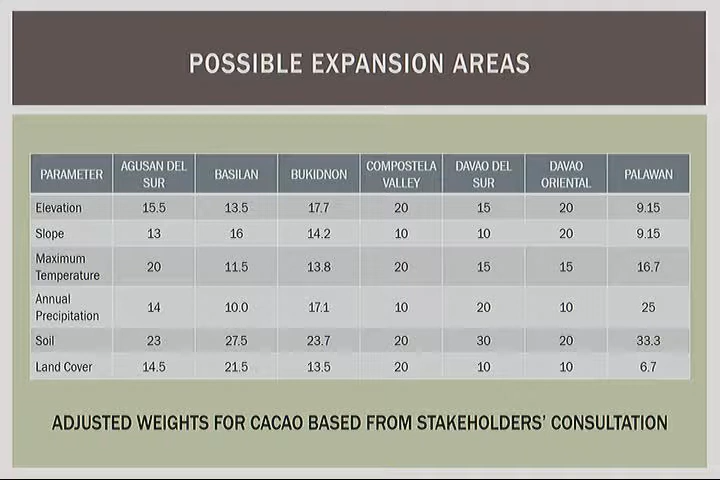 POSSIBLE EXPANSION AREAS
PARAMETER AGUSAN DEL SUR BASILAN BUKIDNON COMPOSTELA VALLEY DAVAO DEL SUR DAVAO ORIENTAL PALAWAN
Elevation 15.5 13.5 17.7 20 15 20 9.15
Slope 13 16 14.2 10 10 20 9.15
Maximum Temperature 20 11.5 13.8 20 15 15 16.7
Annual Precipitation 14 10.0 17.1 10 20 10 25
Soil 23 27.5 23.7 20 30 20 33.3
Land Cover 14.5 21.5 13.5 20 10 10 6.7
ADJUSTED WEIGHTS FOR CACAO BASED FROM STAKEHOLDERS' CONSULTATION